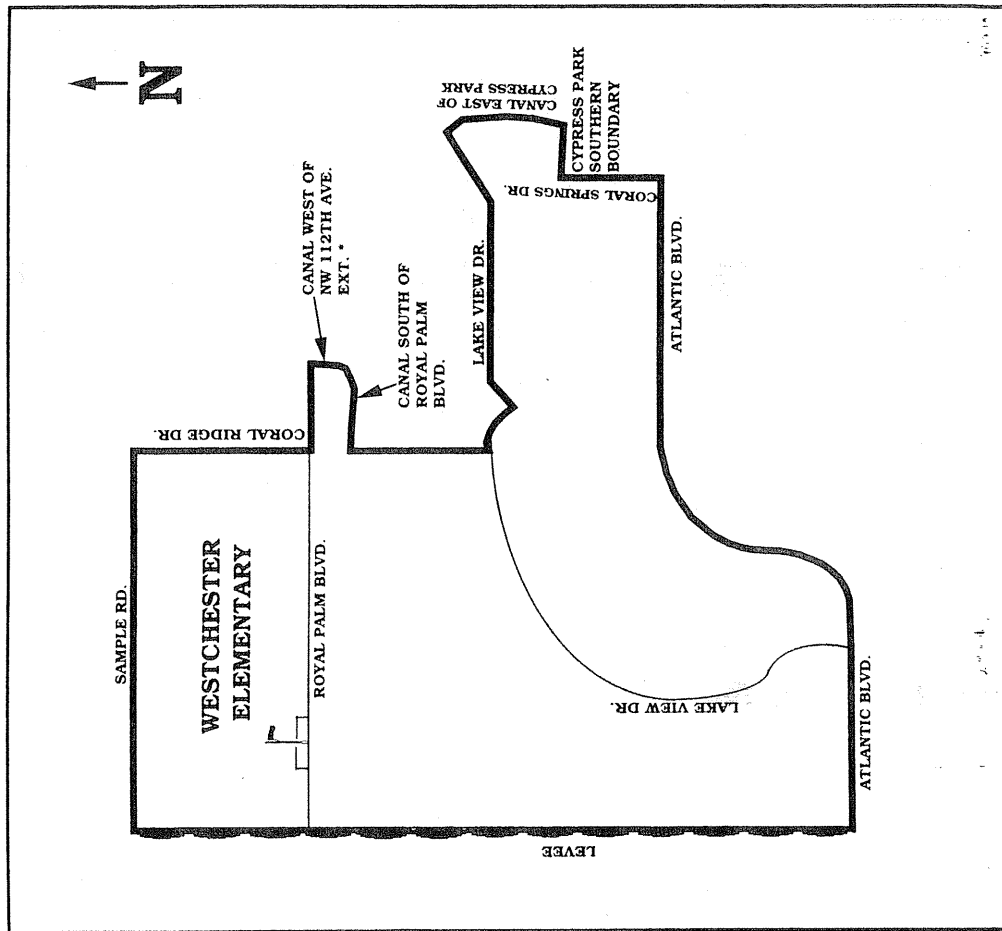 N
CANAL EAST OF
CYPRESS PARK
CANAL WEST OF
NW 112TH AVE.
EXT. *
CYPRESS PARK
SOUTHERN
BOUNDARY
CORAL SPRINGS DR.
CANAL SOUTH OF
ROYAL PALM
BLVD.
LAKE VIEW DR.
ATLANTIC BLVD.
CORAL RIDGE DR.
SAMPLE RD.
WESTCHESTER
ELEMENTARY
ROYAL PALM BLVD.
LAKE VIEW DR.
ATLANTIC BLVD.
LEVEE